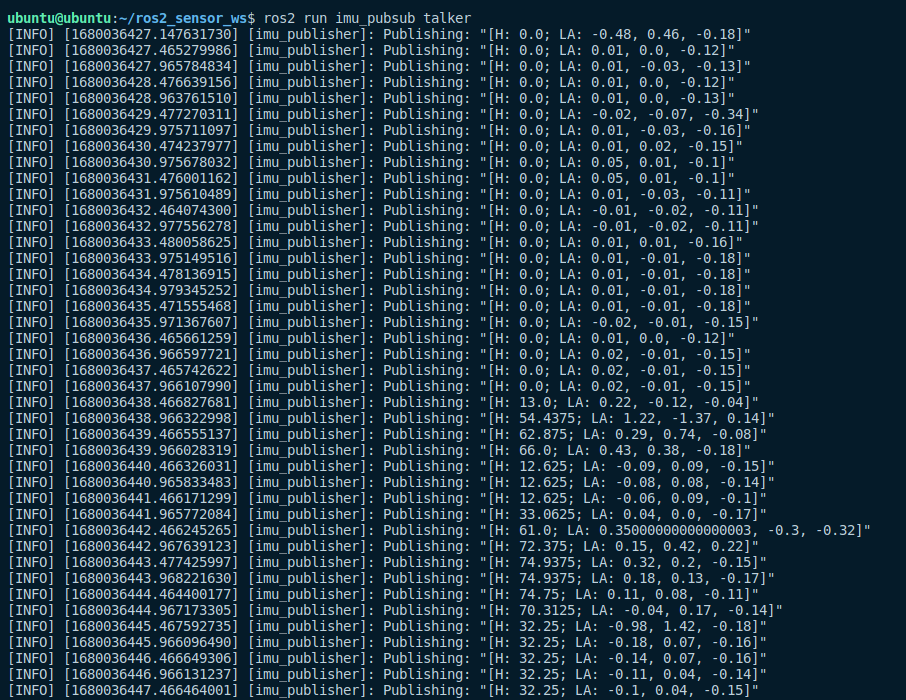 ubuntu@ubuntu:~/ros2_sensor_ws$ ros2 run imu_pubsub talker
[INFO] [1680036427.147631730] [imu_publisher]: Publishing: "[H: 0.0; LA: -0.48, 0.46, -0.18]"
[INFO] [1680036427.465279986] [imu_publisher]: Publishing: "[H: 0.0; LA: 0.01, 0.0, -0.12]"
[INFO] [1680036427.965784834] [imu_publisher]: Publishing: "[H: 0.0; LA: 0.01, -0.03, -0.13]"
[INFO] [1680036428.476639156] [imu_publisher]: Publishing: "[H: 0.0; LA: 0.01, 0.0, -0.12]"
[INFO] [1680036428.963761510] [imu_publisher]: Publishing: "[H: 0.0; LA: 0.01, 0.0, -0.13]"
[INFO] [1680036429.477270311] [imu_publisher]: Publishing: "[H: 0.0; LA: -0.02, -0.07, -0.34]"
[INFO] [1680036429.975711097] [imu_publisher]: Publishing: "[H: 0.0; LA: 0.01, -0.03, -0.16]"
[INFO] [1680036430.474237977] [imu_publisher]: Publishing: "[H: 0.0; LA: 0.01, 0.02, -0.15]"
[INFO] [1680036430.975678032] [imu_publisher]: Publishing: "[H: 0.0; LA: 0.05, 0.01, -0.1]"
[INFO] [1680036431.476001162] [imu_publisher]: Publishing: "[H: 0.0; LA: 0.05, 0.01, -0.1]"
[INFO] [1680036431.975610489] [imu_publisher]: Publishing: "[H: 0.0; LA: 0.01, -0.03, -0.11]
[INFO] [1680036432.464074300] [imu_publisher]: Publishing: "[H: 0.0; LA: -0.01, -0.02, -0.11]"
[INFO] [1680036432.977556278] [imu_publisher]: Publishing: "[H: 0.0; LA: -0.01, -0.02, -0.11]"
[INFO] [1680036433.480058625] [imu_publisher]: Publishing: "[H: 0.0; LA: 0.01, 0.01, -0.16]"
[INFO] [1680036433.975149516] [imu_publisher]: Publishing: "[H: 0.0; LA: 0.01, -0.01, -0.18]"
[INFO] [1680036434.478136915] [imu_publisher]: Publishing: "[H: 0.0; LA: 0.01, -0.01, -0.18]"
[INFO] [1680036434.979345252] [imu_publisher]: Publishing: "[H: 0.0; LA: 0.01, -0.01, -0.18]"
[INFO] [1680036435.471555468] [imu_publisher]: Publishing: "[H: 0.0; LA: 0.01, -0.01, -0.18]
[INFO] [1680036435.971367607] [imu_publisher]: Publishing: "[H: 0.0; LA: -0.02, -0.01, -0.15]"
[INFO] [1680036436.465661259] [imu_publisher]: Publishing: "[H: 0.0; LA: 0.01, 0.0, -0.12]"
[INFO] [1680036436.966597721] [imu_publisher]: Publishing: "[H: 0.0; LA: 0.02, -0.01, -0.15]"
[INFO] [1680036437.465742622] [imu_publisher]: Publishing: "[H: 0.0; LA: 0.02, -0.01, -0.15]"
[INFO] [1680036437.966107990] [imu_publisher]: Publishing: "[H: 0.0; LA: 0.02, -0.01, -0.15]"
[INFO] [1680036438.466827681] [imu_publisher]: Publishing: "[H: 13.0; LA: 0.22, -0.12, -0.04]"
[INFO] [1680036438.966322998] [imu_publisher]: Publishing: "[H: 54.4375; LA: 1.22, -1.37, 0.14]"
[INFO] [1680036439.466555137] [imu_publisher]: Publishing: "[H: 62.875; LA: 0.29, 0.74, -0.08]"
[INFO] [1680036439.966028319] [imu_publisher]: Publishing: "[H: 66.0; LA: 0.43, 0.38, -0.18]"
[INFO] [1680036440.466326031] [imu_publisher]: Publishing: "[H: 12.625; LA: -0.09, 0.09, -0.15]"
[INFO] [1680036440.965833483] [imu_publisher]: Publishing: "[H: 12.625; LA: -0.08, 0.08, -0.14]"
[INFO] [1680036441.466171299] [imu_publisher]: Publishing: "[H: 12.625; LA: -0.06, 0.09, -0.1]"
[INFO] [1680036441.965772084] [imu_publisher]: Publishing: "[H: 33.0625; LA: 0.04, 0.0, -0.17]"
[INFO] [1680036442.466245265] [imu_publisher]: Publishing: "[H: 61.0; LA: 0.35000000000000003, -0.3, -0.32]"
[INFO] [1680036442.967639123] [imu_publisher]: Publishing: "[H: 72.375; LA: 0.15, 0.42, 0.22]"
[INFO] [1680036443.477425997] [imu_publisher]: Publishing: "[H: 74.9375; LA: 0.32, 0.2, -0.15]"
[INFO] [1680036443.968221630] [imu_publisher]: Publishing: "[H: 74.9375; LA: 0.18, 0.13, -0.17]"
[INFO] [1680036444.464400177] [imu_publisher]: Publishing: "[H: 74.75; LA: 0.11, 0.08, -0.11]"
[INFO] [1680036444.967173305] [imu_publisher]: Publishing: "[H: 70.3125; LA: -0.04, 0.17, -0.14]"
[INFO] [1680036445.467592735] [imu_publisher]: Publishing: "[H: 32.25; LA: -0.98, 1.42, -0.18]"
[INFO] [1680036445.966096490] [imu_publisher]: Publishing: "[H: 32.25; LA: -0.18, 0.07, -0.16]"
[INFO] [1680036446.466649306] [imu_publisher]: Publishing: "[H: 32.25; LA: -0.14, 0.07, -0.16]"
[INFO] [1680036446.966131237] [imu_publisher]: Publishing: "[H: 32.25; LA: -0.11, 0.04, -0.14]"
[INFO] [1680036447.466464001] [imu_publisher]: Publishing: "[H: 32.25; LA: -0.1, 0.04, -0.15]"